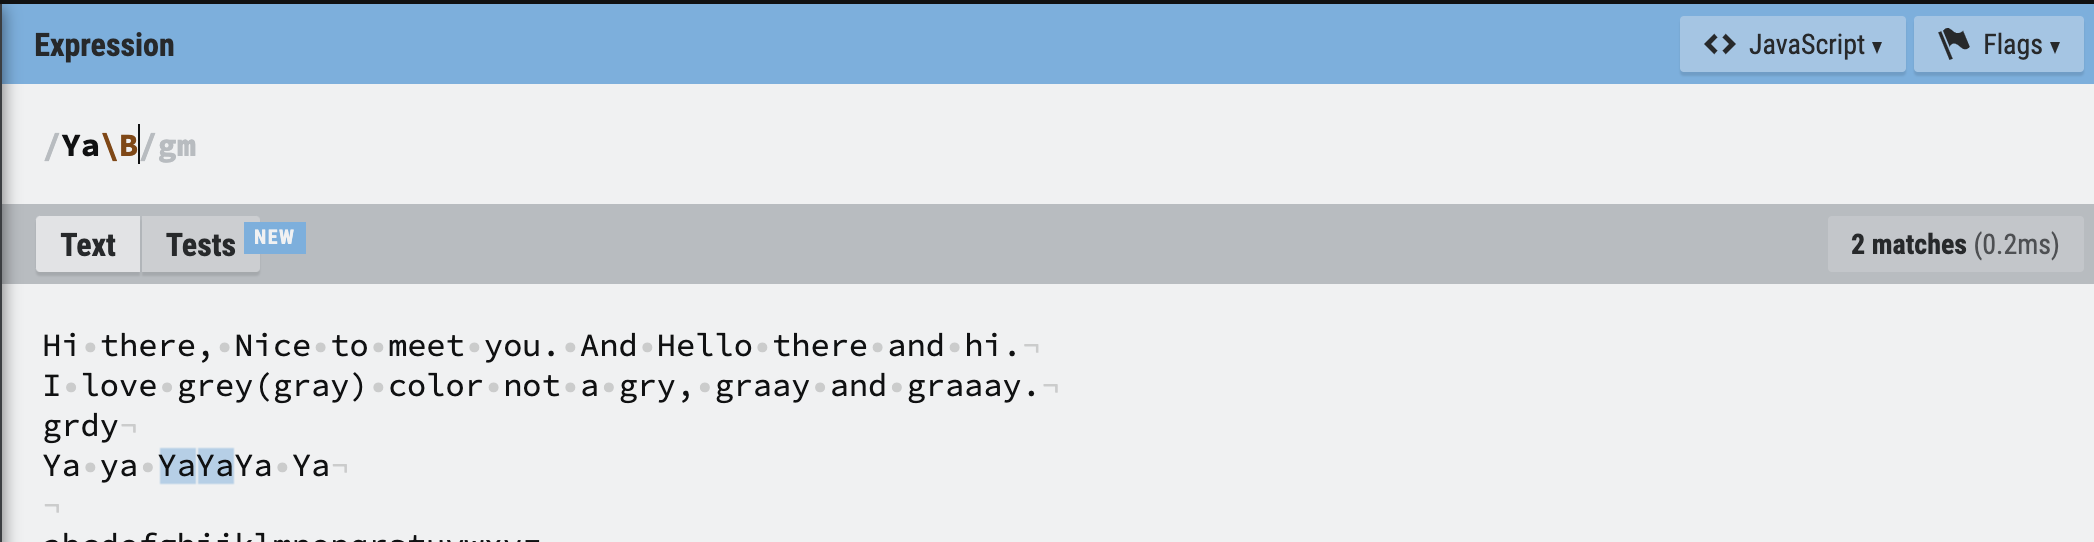 Expression
<> JavaScript ▾
Flags ▾
/Ya\B/gm
Text
Tests
NEW
2 matches (0.2ms)
Hi·there,·Nice·to·meet·you.·And·Hello·there·and·hi.¬
I·love·grey(gray)·color·not·a·gry,·graay·and·graaay.¬
grdy¬
Ya·ya·YaYaYa·Ya¬
¬